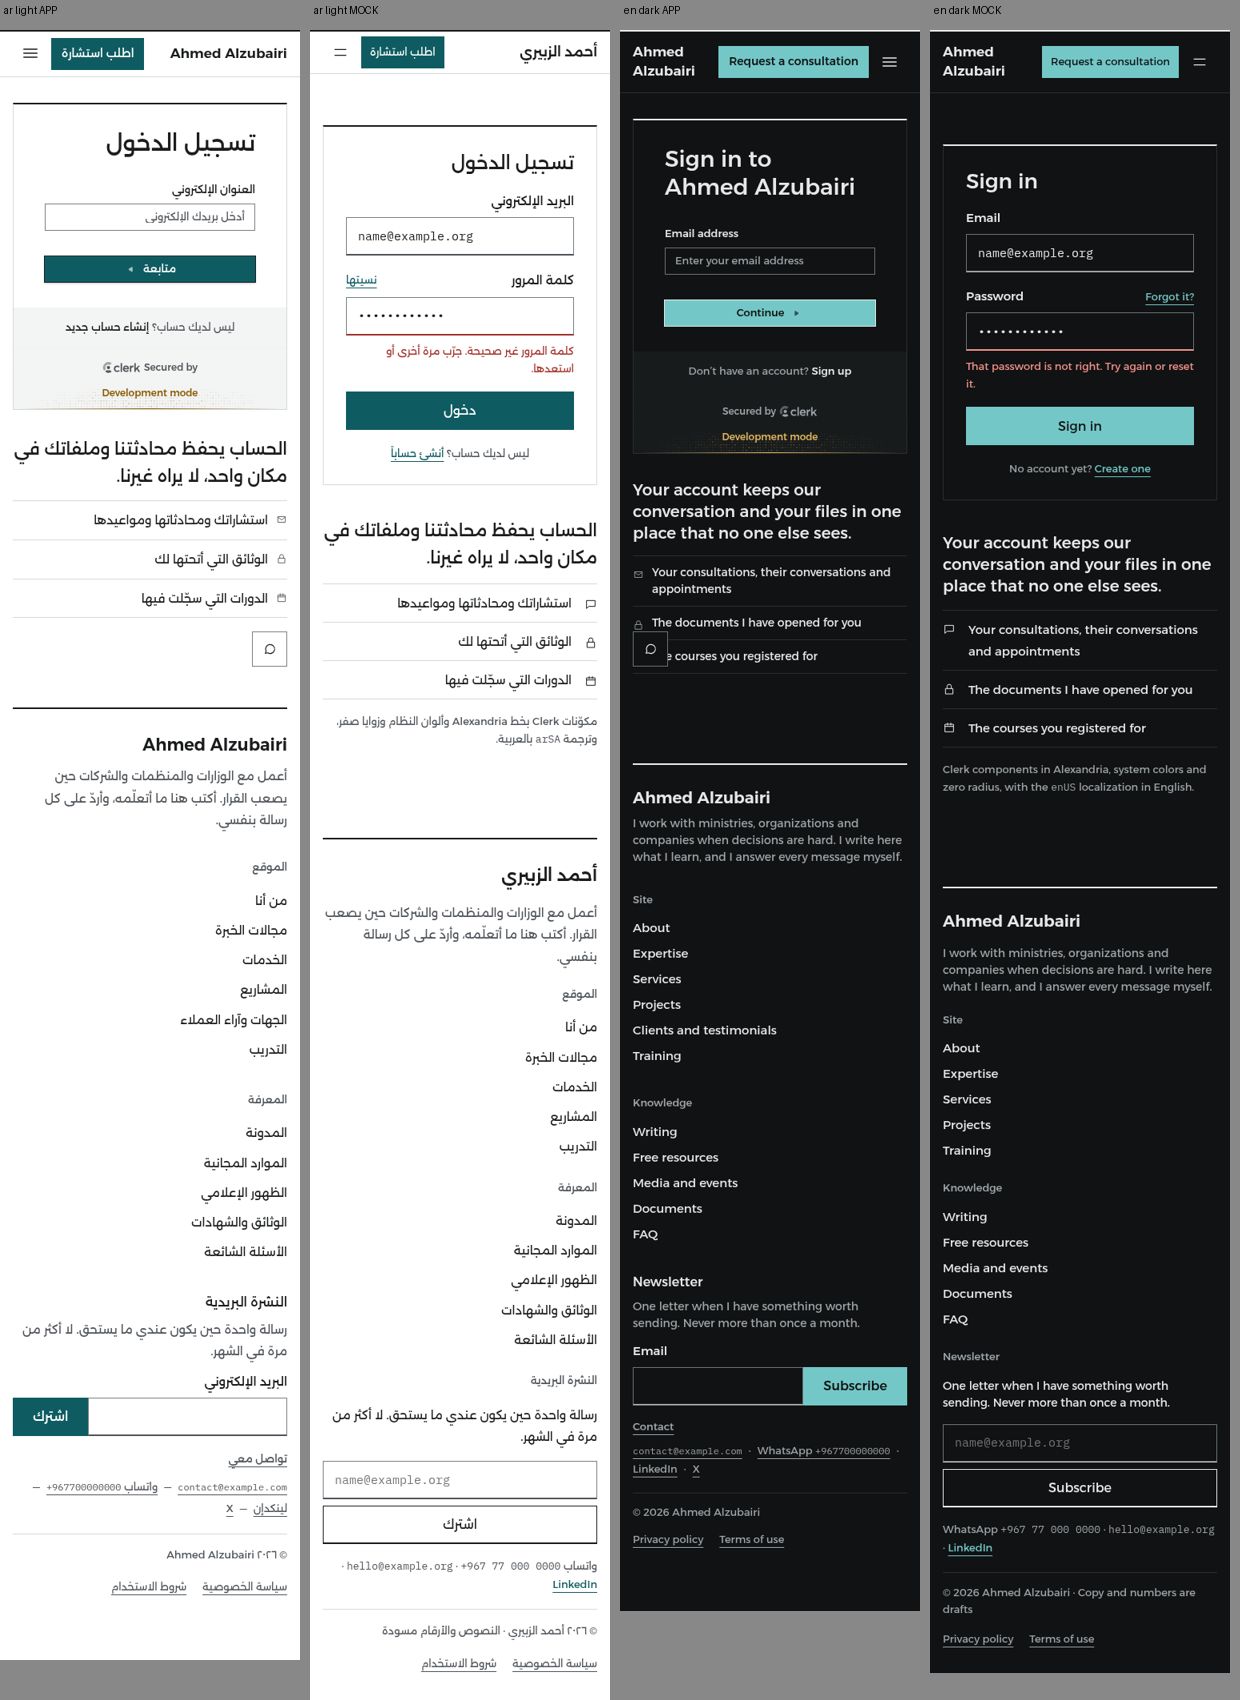 ar light APP
اطلب استشارة
Ahmed Alzubairi
تسجيل الدخول
العنوان الإلكتروني
أدخل بريدك الإلكتروني
متابعة
ليس لديك حساب؟ إنشاء حساب جديد
Secured by clerk
Development mode
الحساب يحفظ محادثتنا وملفاتك في
مكان واحد، لا يراه غيرنا.
استشاراتك ومحادثاتها ومواعيدها
الوثائق التي أتحتها لك
الدورات التي سجّلت فيها
Ahmed Alzubairi
أعمل مع الوزارات والمنظمات والشركات حين
يصعب القرار. أكتب هنا ما أتعلّمه، وأردّ على كل
رسالة بنفسي.
الموقع
من أنا
مجالات الخبرة
الخدمات
المشاريع
الجهات وآراء العملاء
التدريب
المعرفة
المدونة
الموارد المجانية
الظهور الإعلامي
الوثائق والشهادات
الأسئلة الشائعة
النشرة البريدية
رسالة واحدة حين يكون عندي ما يستحق. لا أكثر من
مرة في الشهر.
البريد الإلكتروني
اشترك
تواصل معي
contact@example.com — واتساب +967700000000 —
لينكدإن — X
© ٢٠٢٦ Ahmed Alzubairi
سياسة الخصوصية شروط الاستخدام
ar light MOCK
اطلب استشارة
أحمد الزبيري
تسجيل الدخول
البريد الإلكتروني
name@example.org
كلمة المرور نسيتها
••••••••••••
كلمة المرور غير صحيحة. جرّب مرة أخرى أو
استعدها.
دخول
ليس لديك حساب؟ أنشئ حساباً
الحساب يحفظ محادثتنا وملفاتك في
مكان واحد، لا يراه غيرنا.
استشاراتك ومحادثاتها ومواعيدها
الوثائق التي أتحتها لك
الدورات التي سجّلت فيها
مكوّنات Clerk بخط Alexandria وألوان النظام وزوايا صفر،
وترجمة arSA بالعربية.
أحمد الزبيري
أعمل مع الوزارات والمنظمات والشركات حين يصعب
القرار. أكتب هنا ما أتعلّمه، وأردّ على كل رسالة
بنفسي.
الموقع
من أنا
مجالات الخبرة
الخدمات
المشاريع
التدريب
المعرفة
المدونة
الموارد المجانية
الظهور الإعلامي
الوثائق والشهادات
الأسئلة الشائعة
النشرة البريدية
رسالة واحدة حين يكون عندي ما يستحق. لا أكثر من
مرة في الشهر.
name@example.org
اشترك
واتساب +967 77 000 0000 · hello@example.org ·
LinkedIn
© ٢٠٢٦ أحمد الزبيري · النصوص والأرقام مسودة
سياسة الخصوصية شروط الاستخدام
en dark APP
Ahmed
Alzubairi
Request a consultation
Sign in to
Ahmed Alzubairi
Email address
Enter your email address
Continue
Don't have an account? Sign up
Secured by clerk
Development mode
Your account keeps our
conversation and your files in one
place that no one else sees.
Your consultations, their conversations and
appointments
The documents I have opened for you
e courses you registered for
Ahmed Alzubairi
I work with ministries, organizations and
companies when decisions are hard. I write here
what I learn, and I answer every message myself.
Site
About
Expertise
Services
Projects
Clients and testimonials
Training
Knowledge
Writing
Free resources
Media and events
Documents
FAQ
Newsletter
One letter when I have something worth
sending. Never more than once a month.
Email
Subscribe
Contact
contact@example.com · WhatsApp +967700000000 ·
LinkedIn · X
© 2026 Ahmed Alzubairi
Privacy policy Terms of use
en dark MOCK
Ahmed
Alzubairi
Request a consultation
Sign in
Email
name@example.org
Password Forgot it?
••••••••••••
That password is not right. Try again or reset
it.
Sign in
No account yet? Create one
Your account keeps our
conversation and your files in one
place that no one else sees.
Your consultations, their conversations
and appointments
The documents I have opened for you
The courses you registered for
Clerk components in Alexandria, system colors and
zero radius, with the enUS localization in English.
Ahmed Alzubairi
I work with ministries, organizations and
companies when decisions are hard. I write here
what I learn, and I answer every message myself.
Site
About
Expertise
Services
Projects
Training
Knowledge
Writing
Free resources
Media and events
Documents
FAQ
Newsletter
One letter when I have something worth
sending. Never more than once a month.
name@example.org
Subscribe
WhatsApp +967 77 000 0000 · hello@example.org
· LinkedIn
© 2026 Ahmed Alzubairi · Copy and numbers are
drafts
Privacy policy Terms of use